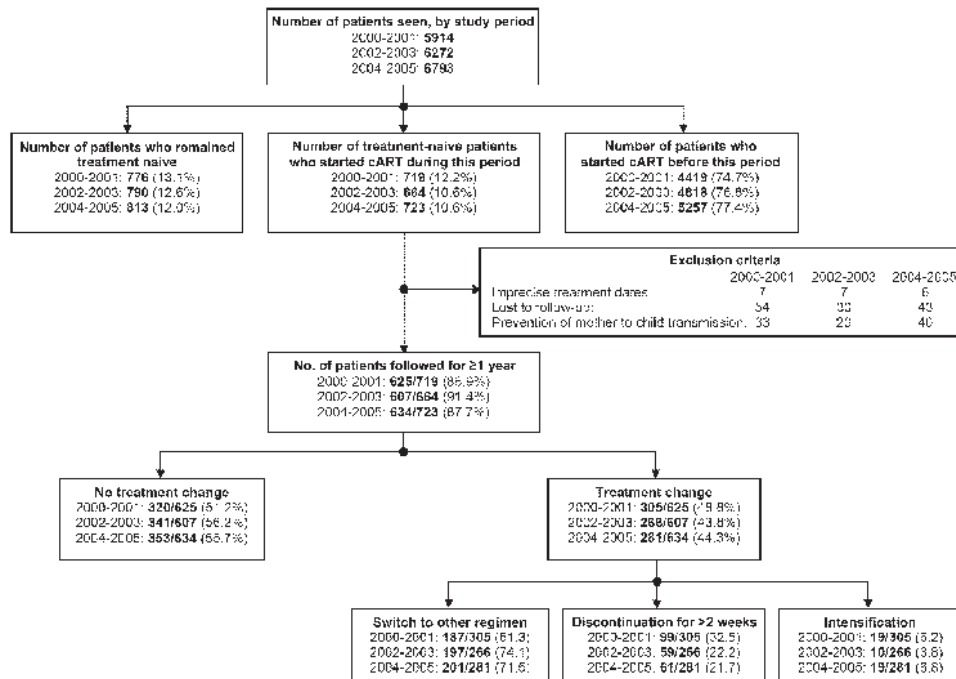 Number of patients seen, by study period
2000-2001: 5914
2002-2003: 6272
2004-2005: 6793
Number of patients who remained
treatment naive
2000-2001: 776 (13.1%)
2002-2003: 790 (12.6%)
2004-2005: 813 (12.0%)
Number of treatment-naive patients
who started cART during this period
2000-2001: 719 (12.2%)
2002-2003: 664 (10.6%)
2004-2005: 723 (10.6%)
Number of patients who
started cART before this period
2000-2001: 4419 (74.7%)
2002-2003: 4818 (76.8%)
2004-2005: 5257 (77.4%)
Exclusion criteria
2000-2001 2002-2003 2004-2005
Imprecise treatment dates: 7 7 6
Lost to follow-up: 54 30 43
Prevention of mother to child transmission: 33 20 40
No. of patients followed for ≥1 year
2000-2001: 625/719 (86.9%)
2002-2003: 607/664 (91.4%)
2004-2005: 634/723 (87.7%)
No treatment change
2000-2001: 320/625 (51.2%)
2002-2003: 341/607 (56.2%)
2004-2005: 353/634 (55.7%)
Treatment change
2000-2001: 305/625 (48.8%)
2002-2003: 266/607 (43.8%)
2004-2005: 281/634 (44.3%)
Switch to other regimen
2000-2001: 187/305 (61.3)
2002-2003: 197/266 (74.1)
2004-2005: 201/281 (71.5)
Discontinuation for >2 weeks
2000-2001: 99/305 (32.5)
2002-2003: 59/266 (22.2)
2004-2005: 61/281 (21.7)
Intensification
2000-2001: 19/305 (6.2)
2002-2003: 10/266 (3.8)
2004-2005: 19/281 (6.8)